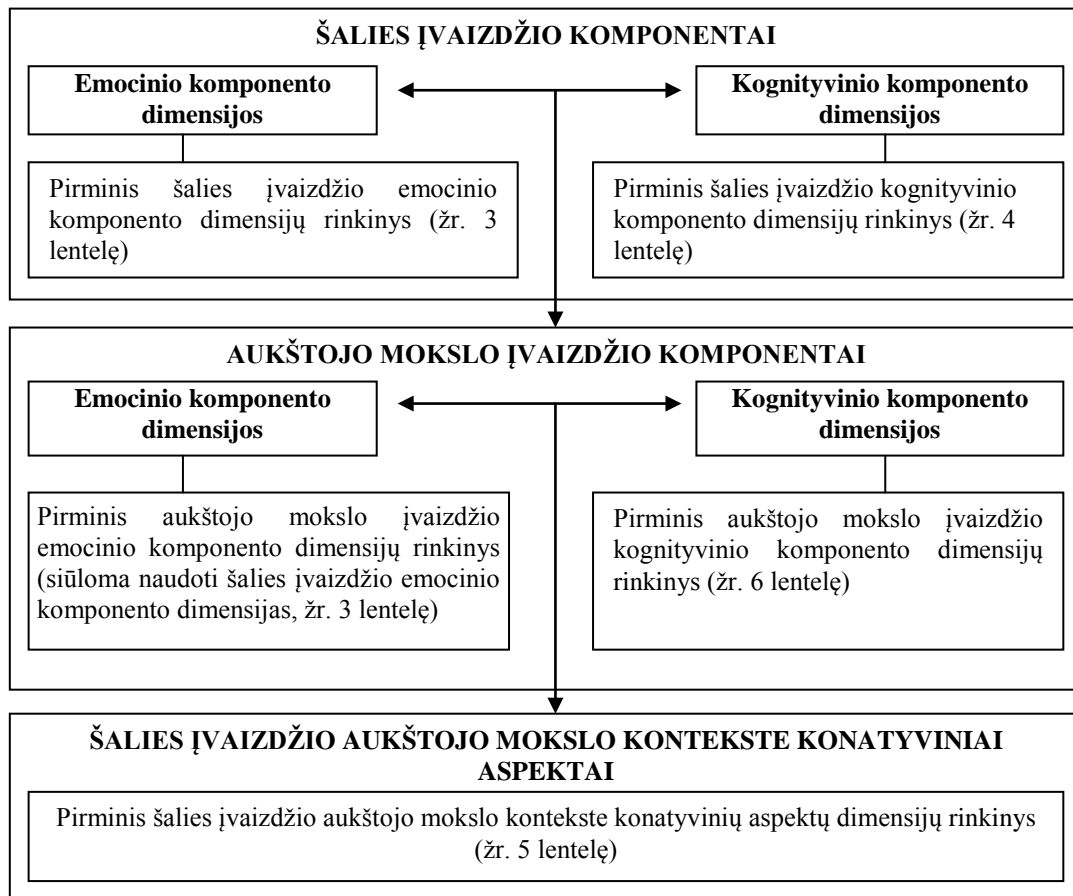 ŠALIES ĮVAIZDŽIO KOMPONENTAI
Emocinio komponento
dimensijos
Kognityvinio komponento
dimensijos
Pirminis šalies įvaizdžio emocinio
komponento dimensijų rinkinys (žr. 3
lentelę)
Pirminis šalies įvaizdžio kognityvinio
komponento dimensijų rinkinys (žr. 4
lentelę)
AUKŠTOJO MOKSLO ĮVAIZDŽIO KOMPONENTAI
Emocinio komponento
dimensijos
Kognityvinio komponento
dimensijos
Pirminis aukštojo mokslo įvaizdžio
emocinio komponento dimensijų rinkinys
(siūloma naudoti šalies įvaizdžio emocinio
komponento dimensijas, žr. 3 lentelę)
Pirminis aukštojo mokslo įvaizdžio
kognityvinio komponento dimensijų
rinkinys (žr. 6 lentelę)
ŠALIES ĮVAIZDŽIO AUKŠTOJO MOKSLO KONTEKSTE KONATYVINIAI
ASPEKTAI
Pirminis šalies įvaizdžio aukštojo mokslo kontekste konatyvinių aspektų dimensijų rinkinys
(žr. 5 lentelę)